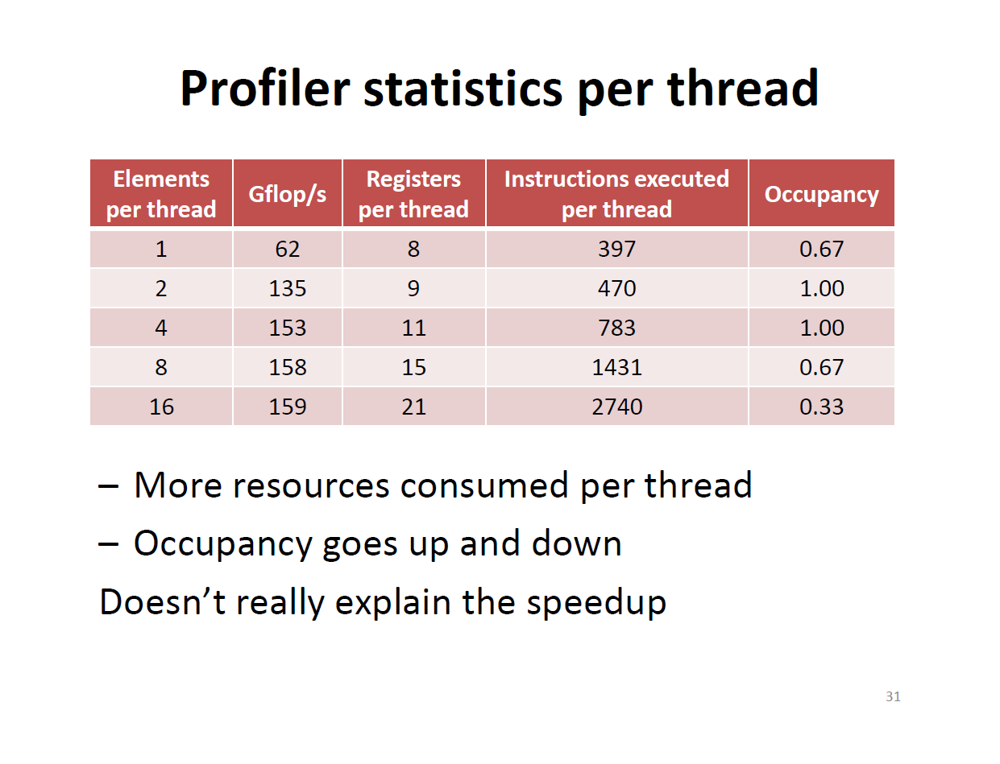 Profiler statistics per thread
Elements per thread Gflop/s Registers per thread Instructions executed per thread Occupancy
1 62 8 397 0.67
2 135 9 470 1.00
4 153 11 783 1.00
8 158 15 1431 0.67
16 159 21 2740 0.33
– More resources consumed per thread
– Occupancy goes up and down
Doesn’t really explain the speedup
31